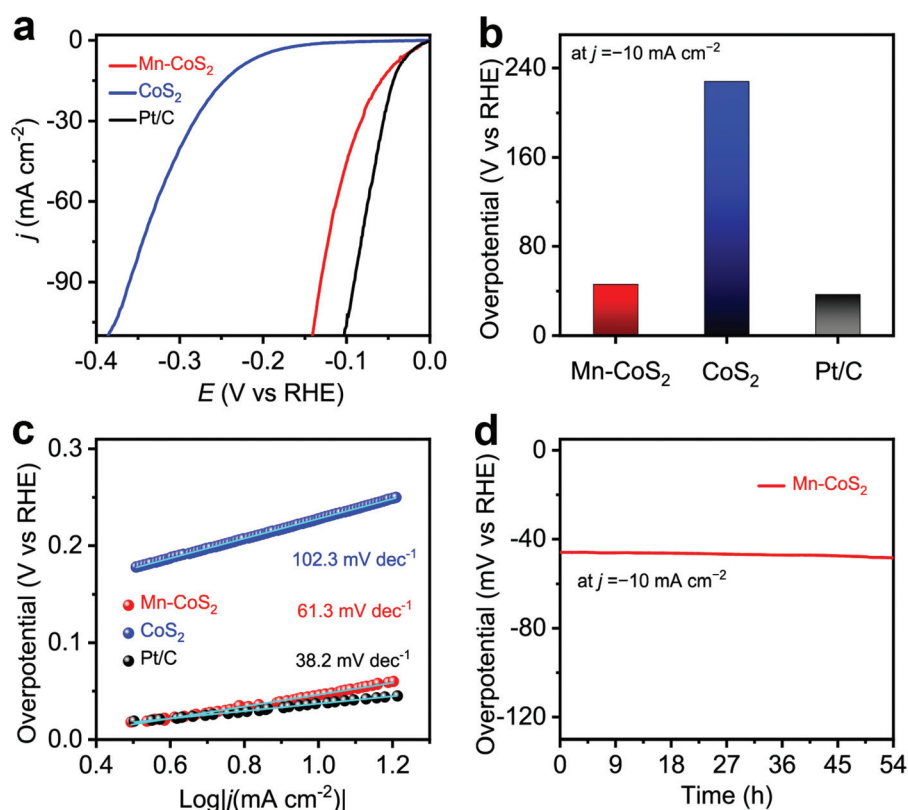 a
0
-30
-60
-90
j (mA cm⁻²)
Mn-CoS₂
CoS₂
Pt/C
-0.4 -0.3 -0.2 -0.1 0.0
E (V vs RHE)
b
at j =−10 mA cm⁻²
240
160
80
0
Overpotential (V vs RHE)
Mn-CoS₂ CoS₂ Pt/C
c
0.3
0.2
0.1
0.0
Overpotential (V vs RHE)
102.3 mV dec⁻¹
Mn-CoS₂
61.3 mV dec⁻¹
CoS₂
Pt/C
38.2 mV dec⁻¹
0.4 0.6 0.8 1.0 1.2
Log|j(mA cm⁻²)|
d
0
-40
-80
-120
Overpotential (mV vs RHE)
Mn-CoS₂
at j =−10 mA cm⁻²
0 9 18 27 36 45 54
Time (h)